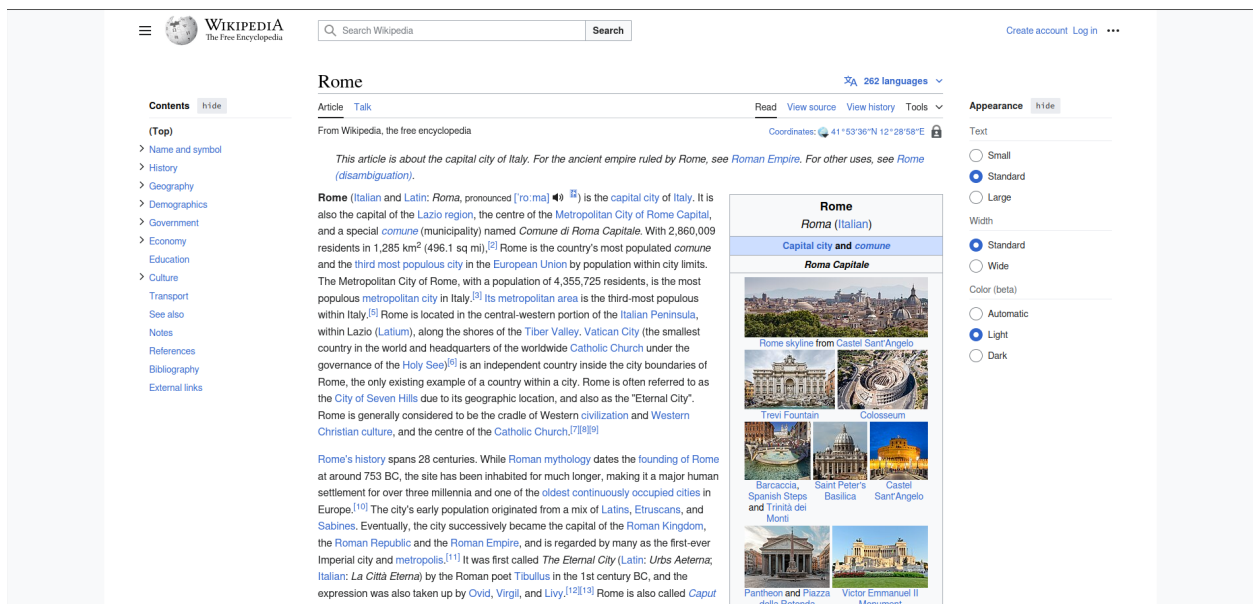 WIKIPEDIA
The Free Encyclopedia
Search Wikipedia
Search
Create account Log in •••
Rome
262 languages
Article Talk
Read View source View history Tools
From Wikipedia, the free encyclopedia
Coordinates: 41°53′36″N 12°28′58″E
This article is about the capital city of Italy. For the ancient empire ruled by Rome, see Roman Empire. For other uses, see Rome
(disambiguation).
Contents hide
(Top)
Name and symbol
History
Geography
Demographics
Government
Economy
Education
Culture
Transport
See also
Notes
References
Bibliography
External links
Rome (Italian and Latin: Roma, pronounced [ˈroːma] ) is the capital city of Italy. It is
also the capital of the Lazio region, the centre of the Metropolitan City of Rome Capital,
and a special comune (municipality) named Comune di Roma Capitale. With 2,860,009
residents in 1,285 km² (496.1 sq mi),[2] Rome is the country's most populated comune
and the third most populous city in the European Union by population within city limits.
The Metropolitan City of Rome, with a population of 4,355,725 residents, is the most
populous metropolitan city in Italy.[3] Its metropolitan area is the third-most populous
within Italy.[5] Rome is located in the central-western portion of the Italian Peninsula,
within Lazio (Latium), along the shores of the Tiber Valley. Vatican City (the smallest
country in the world and headquarters of the worldwide Catholic Church under the
governance of the Holy See)[6] is an independent country inside the city boundaries of
Rome, the only existing example of a country within a city. Rome is often referred to as
the City of Seven Hills due to its geographic location, and also as the "Eternal City".
Rome is generally considered to be the cradle of Western civilization and Western
Christian culture, and the centre of the Catholic Church.[7][8][9]
Rome's history spans 28 centuries. While Roman mythology dates the founding of Rome
at around 753 BC, the site has been inhabited for much longer, making it a major human
settlement for over three millennia and one of the oldest continuously occupied cities in
Europe.[10] The city's early population originated from a mix of Latins, Etruscans, and
Sabines. Eventually, the city successively became the capital of the Roman Kingdom,
the Roman Republic and the Roman Empire, and is regarded by many as the first-ever
Imperial city and metropolis.[11] It was first called The Eternal City (Latin: Urbs Aeterna;
Italian: La Città Eterna) by the Roman poet Tibullus in the 1st century BC, and the
expression was also taken up by Ovid, Virgil, and Livy.[12][13] Rome is also called Caput
Rome
Roma (Italian)
Capital city and comune
Roma Capitale
Rome skyline from Castel Sant'Angelo
Trevi Fountain
Colosseum
Barcaccia,
Spanish Steps
and Trinità dei
Monti
Saint Peter's
Basilica
Castel
Sant'Angelo
Pantheon and Piazza
della Rotonda
Victor Emmanuel II
Monument
Appearance hide
Text
Small
Standard
Large
Width
Standard
Wide
Color (beta)
Automatic
Light
Dark